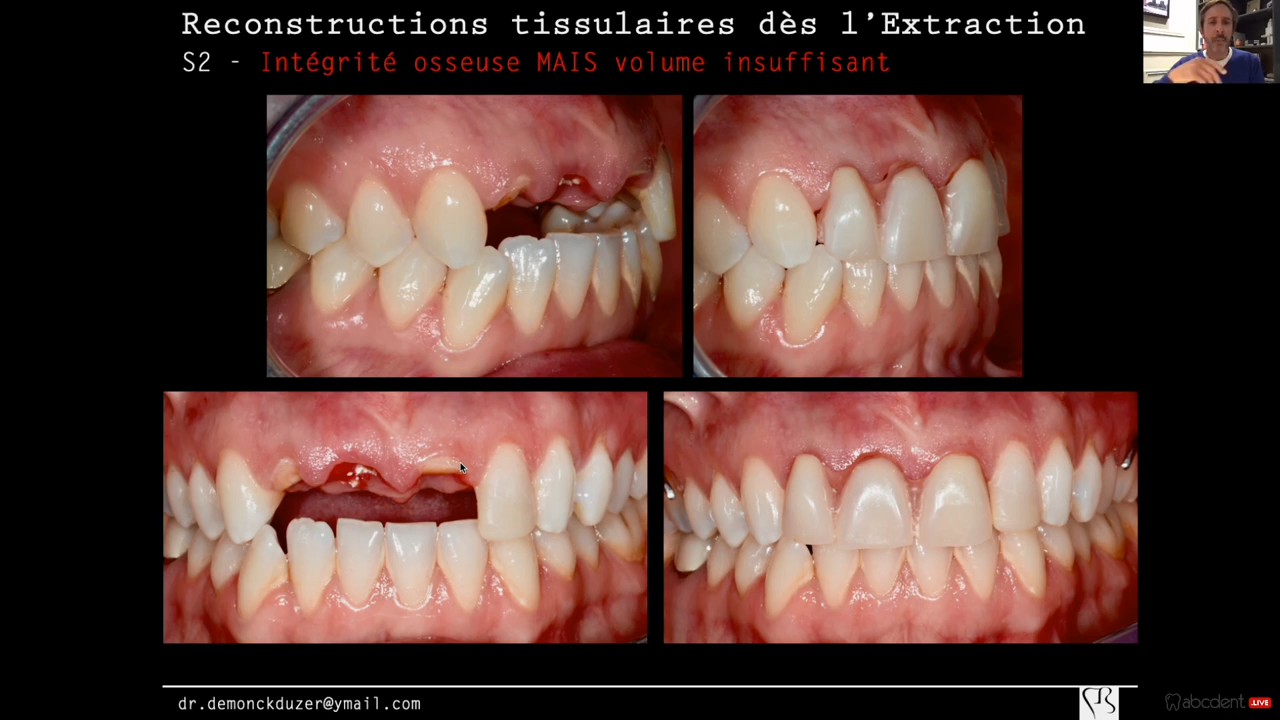 Reconstructions tissulaires dès l'Extraction
S2 - Intégrité osseuse MAIS volume insuffisant
dr.demonckduzer@ymail.com
abcdent.LIVE